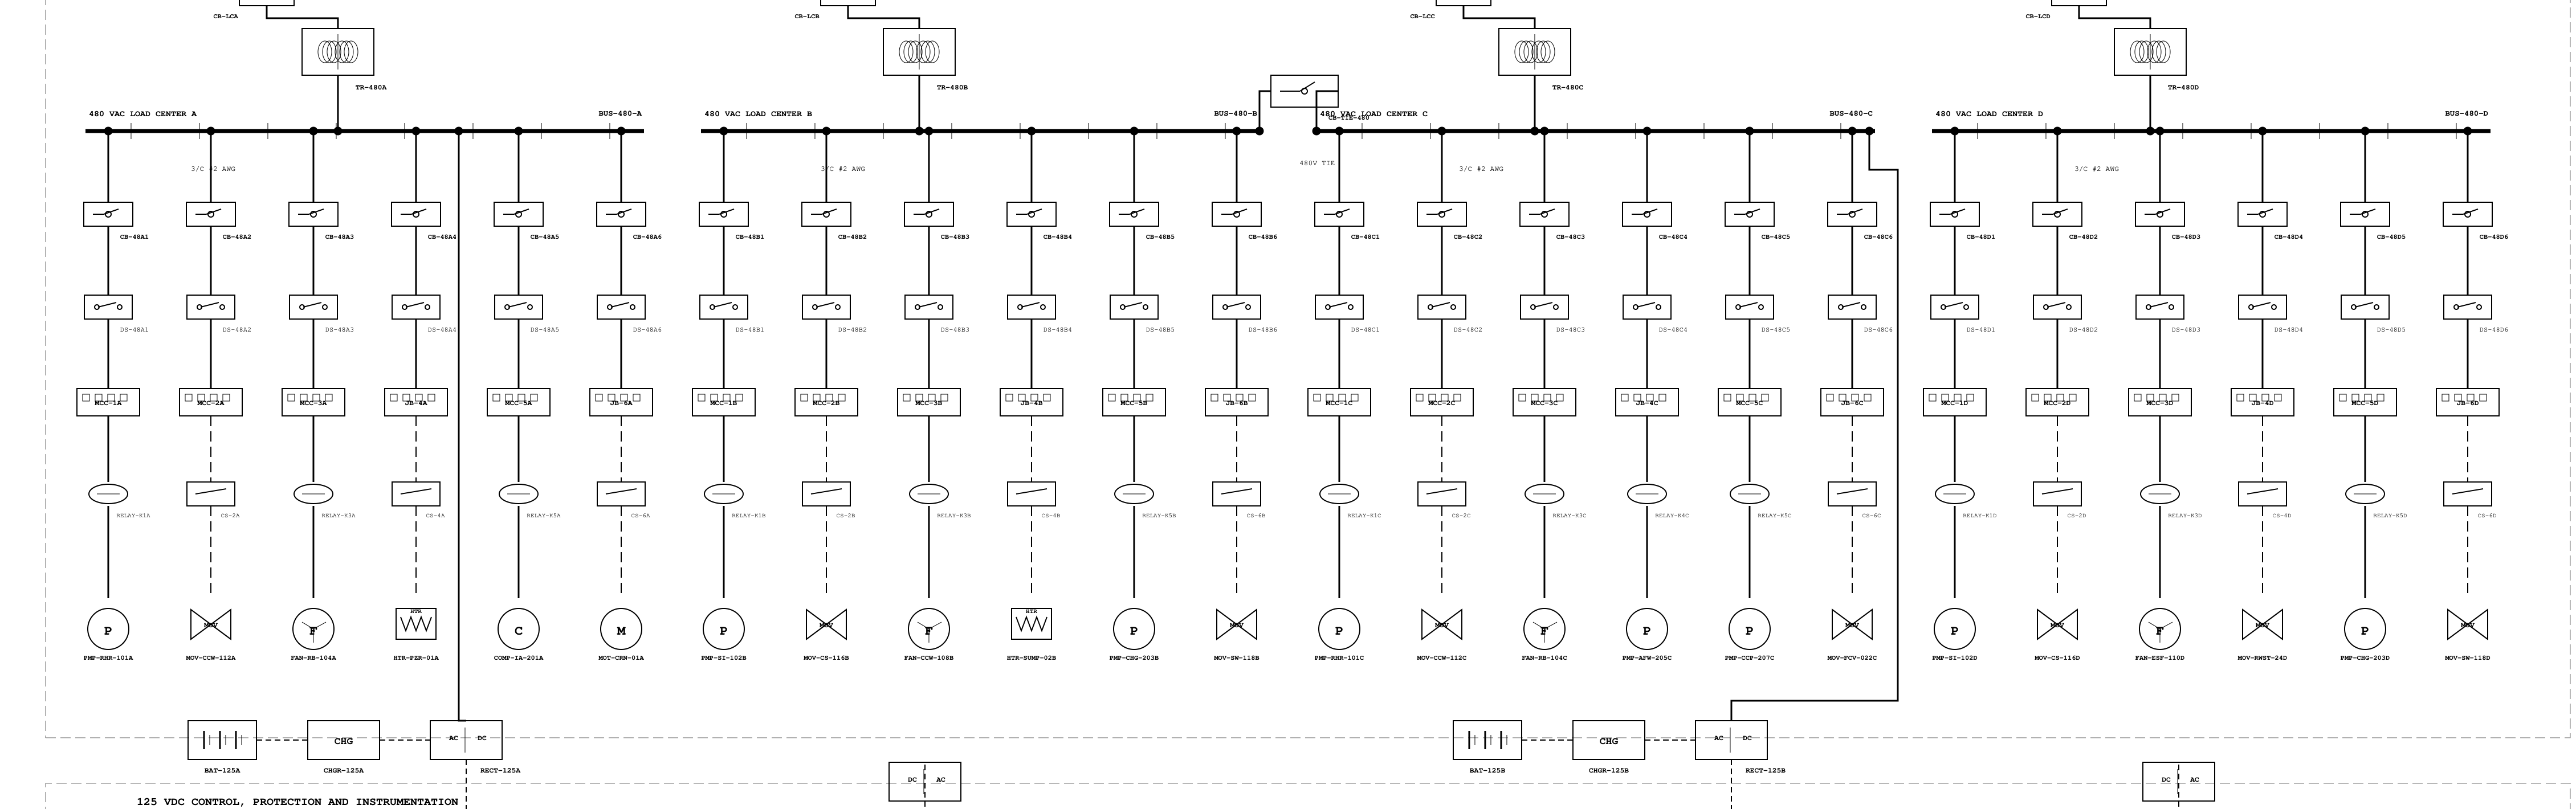 CB-LCA CB-LCB CB-LCC CB-LCD
TR-480A TR-480B TR-480C TR-480D
480 VAC LOAD CENTER A BUS-480-A 480 VAC LOAD CENTER B BUS-480-B 480 VAC LOAD CENTER C BUS-480-C 480 VAC LOAD CENTER D BUS-480-D
CB-TIE-480
480V TIE
3/C #2 AWG 3/C #2 AWG 3/C #2 AWG 3/C #2 AWG
CB-48A1 CB-48A2 CB-48A3 CB-48A4 CB-48A5 CB-48A6 CB-48B1 CB-48B2 CB-48B3 CB-48B4 CB-48B5 CB-48B6 CB-48C1 CB-48C2 CB-48C3 CB-48C4 CB-48C5 CB-48C6 CB-48D1 CB-48D2 CB-48D3 CB-48D4 CB-48D5 CB-48D6
DS-48A1 DS-48A2 DS-48A3 DS-48A4 DS-48A5 DS-48A6 DS-48B1 DS-48B2 DS-48B3 DS-48B4 DS-48B5 DS-48B6 DS-48C1 DS-48C2 DS-48C3 DS-48C4 DS-48C5 DS-48C6 DS-48D1 DS-48D2 DS-48D3 DS-48D4 DS-48D5 DS-48D6
MCC-1A MCC-2A MCC-3A JB-4A MCC-5A JB-6A MCC-1B MCC-2B MCC-3B JB-4B MCC-5B JB-6B MCC-1C MCC-2C MCC-3C JB-4C MCC-5C JB-6C MCC-1D MCC-2D MCC-3D JB-4D MCC-5D JB-6D
RELAY-K1A CS-2A RELAY-K3A CS-4A RELAY-K5A CS-6A RELAY-K1B CS-2B RELAY-K3B CS-4B RELAY-K5B CS-6B RELAY-K1C CS-2C RELAY-K3C RELAY-K4C RELAY-K5C CS-6C RELAY-K1D CS-2D RELAY-K3D CS-4D RELAY-K5D CS-6D
P MOV F HTR C M P MOV F HTR P MOV P MOV F P P MOV P MOV F MOV P MOV
PMP-RHR-101A MOV-CCW-112A FAN-RB-104A HTR-PZR-01A COMP-IA-201A MOT-CRN-01A PMP-SI-102B MOV-CS-116B FAN-CCW-108B HTR-SUMP-02B PMP-CHG-203B MOV-SW-118B PMP-RHR-101C MOV-CCW-112C FAN-RB-104C PMP-AFW-205C PMP-CCP-207C MOV-FCV-022C PMP-SI-102D MOV-CS-116D FAN-ESF-110D MOV-RWST-24D PMP-CHG-203D MOV-SW-118D
CHG AC DC CHG AC DC
BAT-125A CHGR-125A RECT-125A BAT-125B CHGR-125B RECT-125B
DC AC DC AC
125 VDC CONTROL, PROTECTION AND INSTRUMENTATION